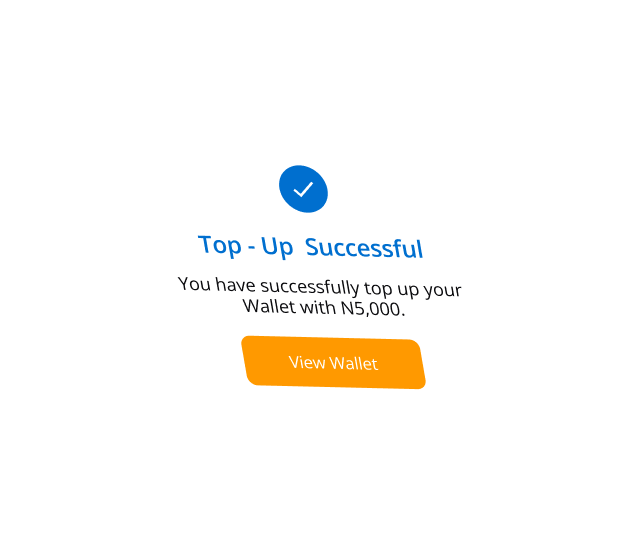 Top - Up Successful
You have successfully top up your
Wallet with N5,000.
View Wallet